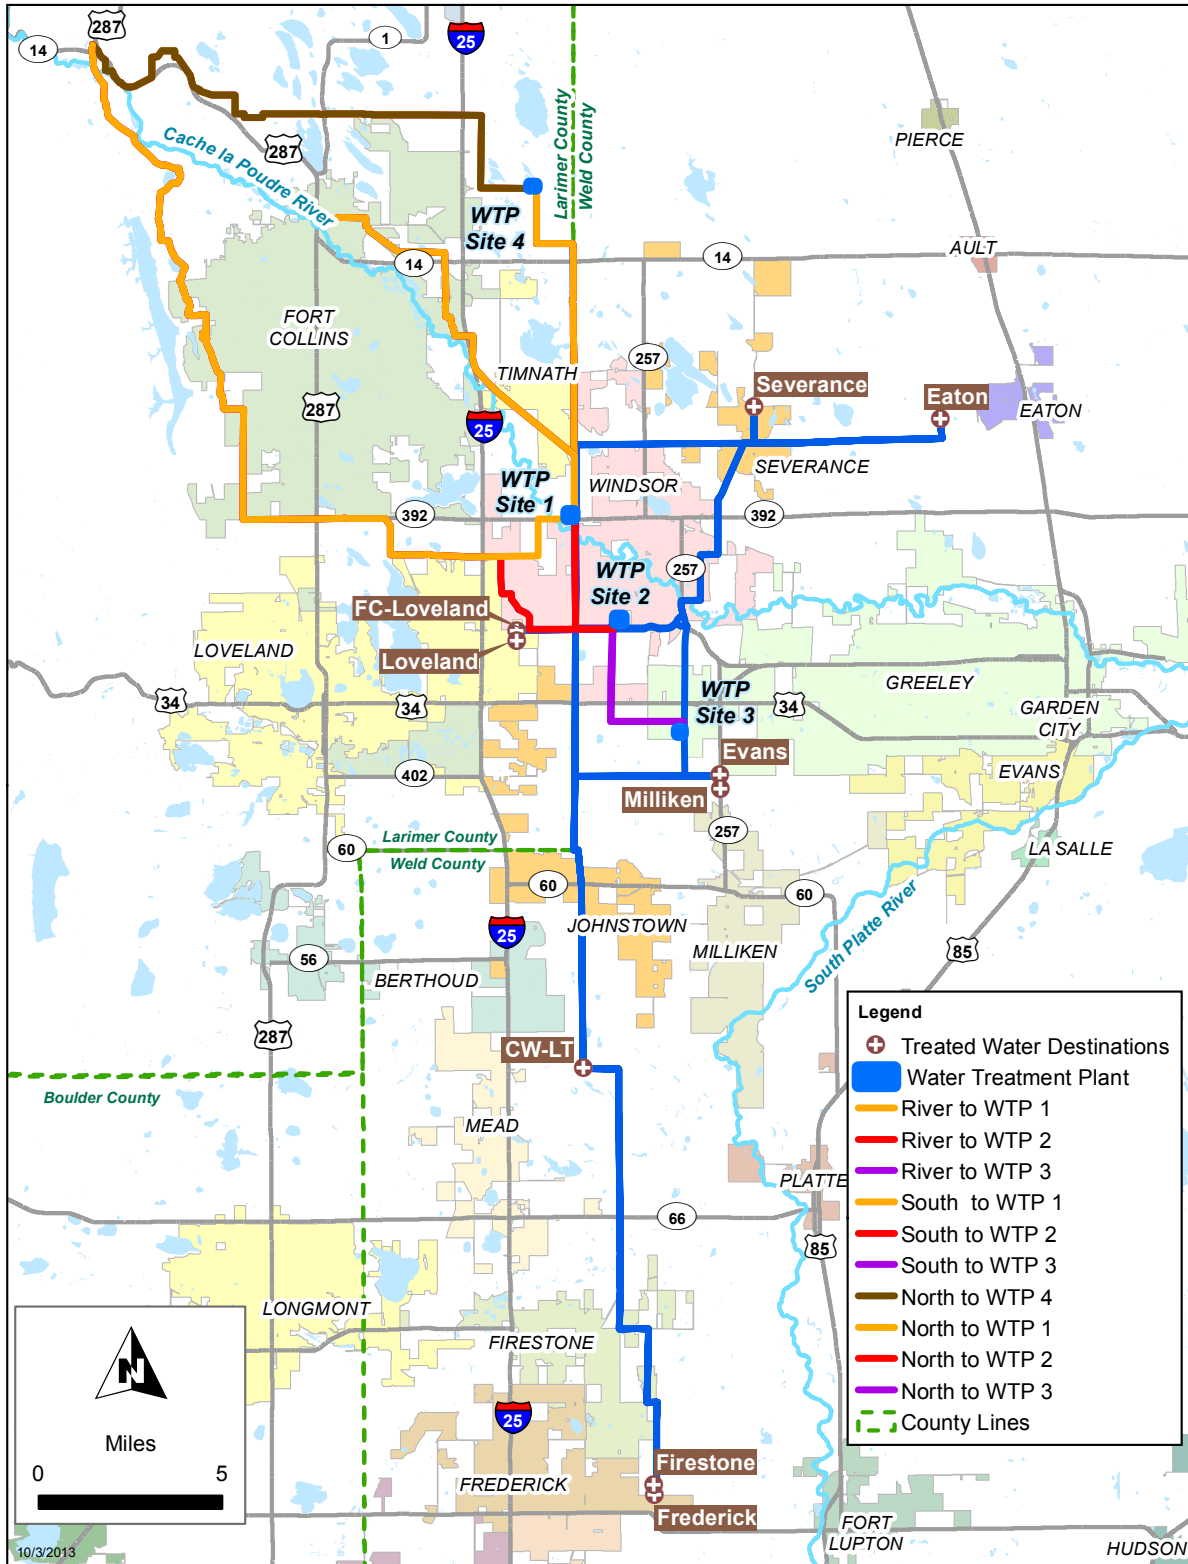 287
14
1
25
Larimer County
Weld County
PIERCE
Cache la Poudre River
287
WTP
Site 4
14
14
AULT
FORT
COLLINS
257
TIMNATH
Severance
Eaton
287
25
EATON
SEVERANCE
WTP
Site 1
WINDSOR
392
392
WTP
Site 2
257
FC-Loveland
Loveland
LOVELAND
GREELEY
WTP
Site 3
34
34
34
GARDEN
CITY
Evans
402
EVANS
Milliken
257
60
Larimer County
Weld County
LA SALLE
60
60
JOHNSTOWN
25
MILLIKEN
South Platte River
85
56
BERTHOUD
287
CW-LT
Boulder County
MEAD
PLATTE
66
85
LONGMONT
FIRESTONE
25
Firestone
FREDERICK
Frederick
FORT
LUPTON
HUDSON
Legend
Treated Water Destinations
Water Treatment Plant
River to WTP 1
River to WTP 2
River to WTP 3
South to WTP 1
South to WTP 2
South to WTP 3
North to WTP 4
North to WTP 1
North to WTP 2
North to WTP 3
County Lines
N
Miles
0 5
10/3/2013